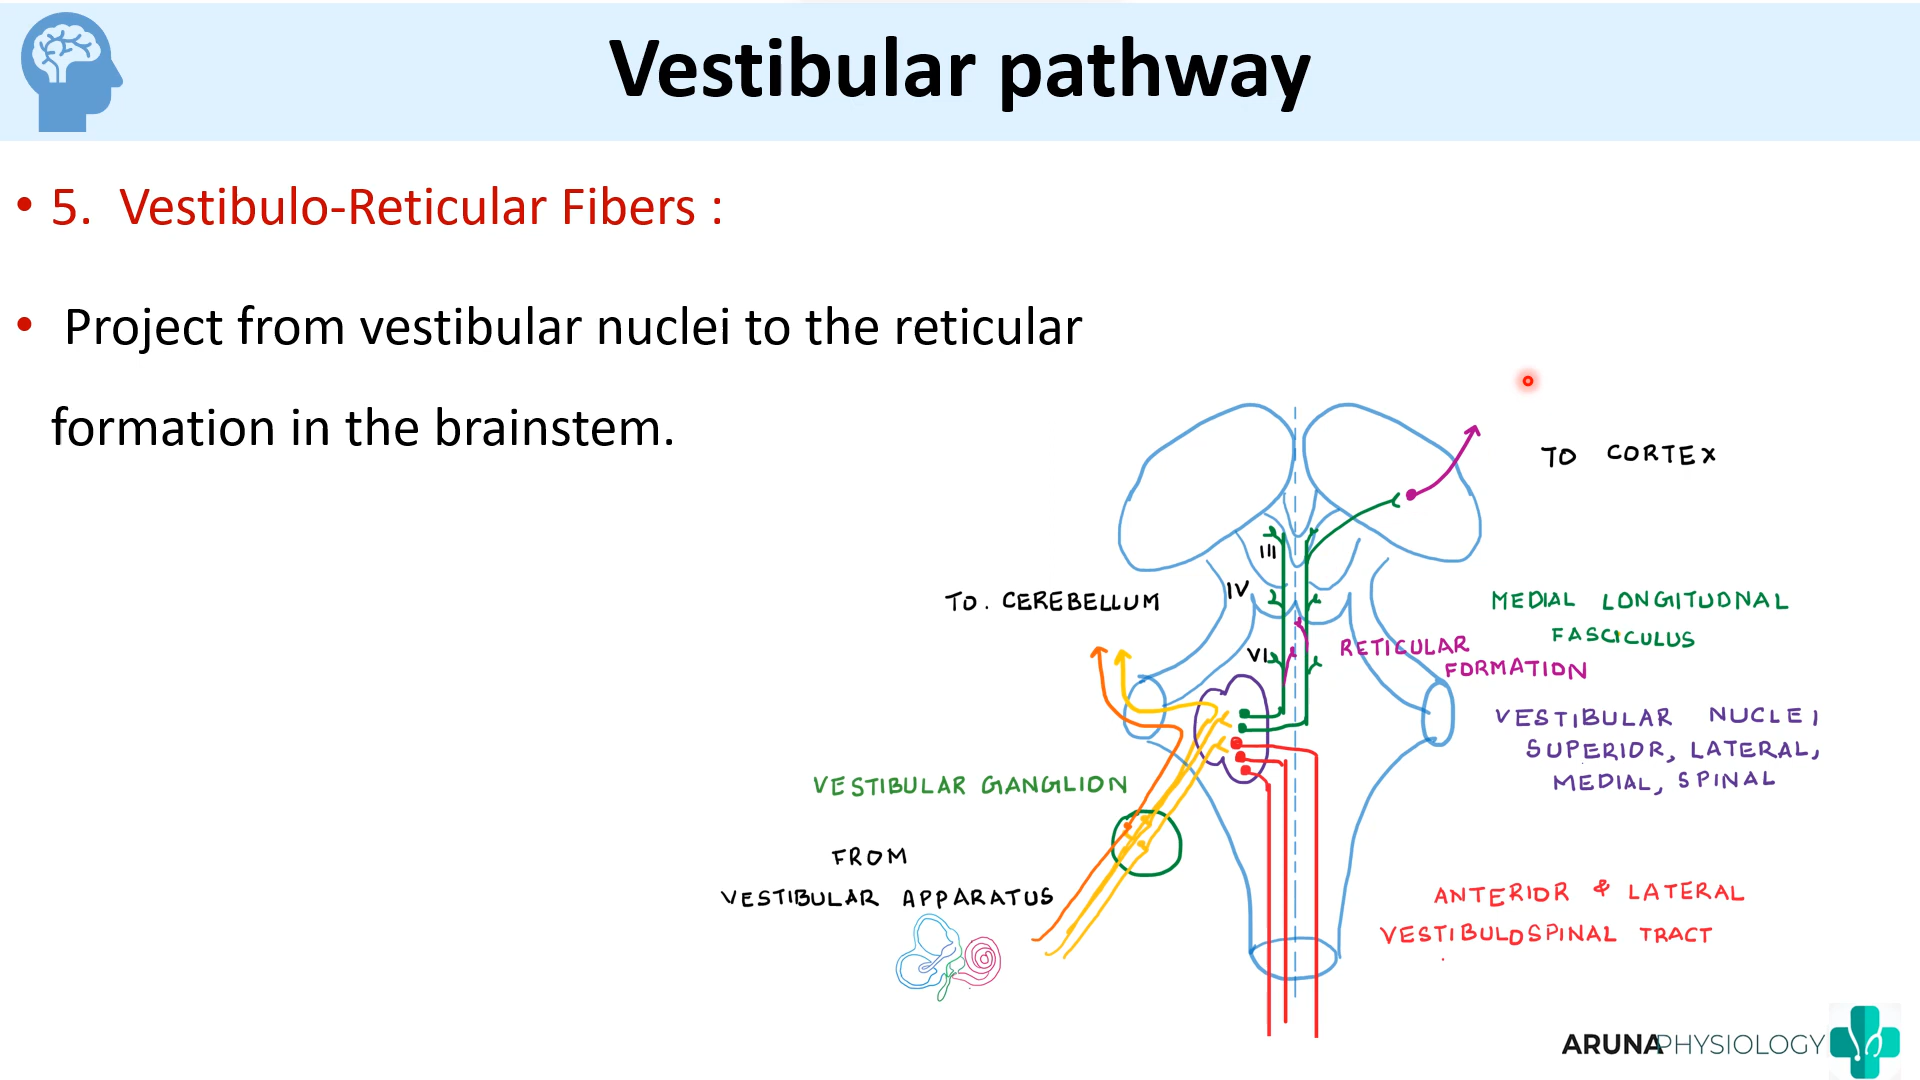 Vestibular pathway
• 5. Vestibulo-Reticular Fibers :
• Project from vestibular nuclei to the reticular
formation in the brainstem.
TO CORTEX
III
IV
TO. CEREBELLUM
MEDIAL LONGITUDNAL
FASCICULUS
VI
RETICULAR
FORMATION
VESTIBULAR NUCLEI
SUPERIOR, LATERAL,
MEDIAL, SPINAL
VESTIBULAR GANGLION
FROM
VESTIBULAR APPARATUS
ANTERIOR & LATERAL
VESTIBULOSPINAL TRACT
ARUNAPHYSIOLOGY